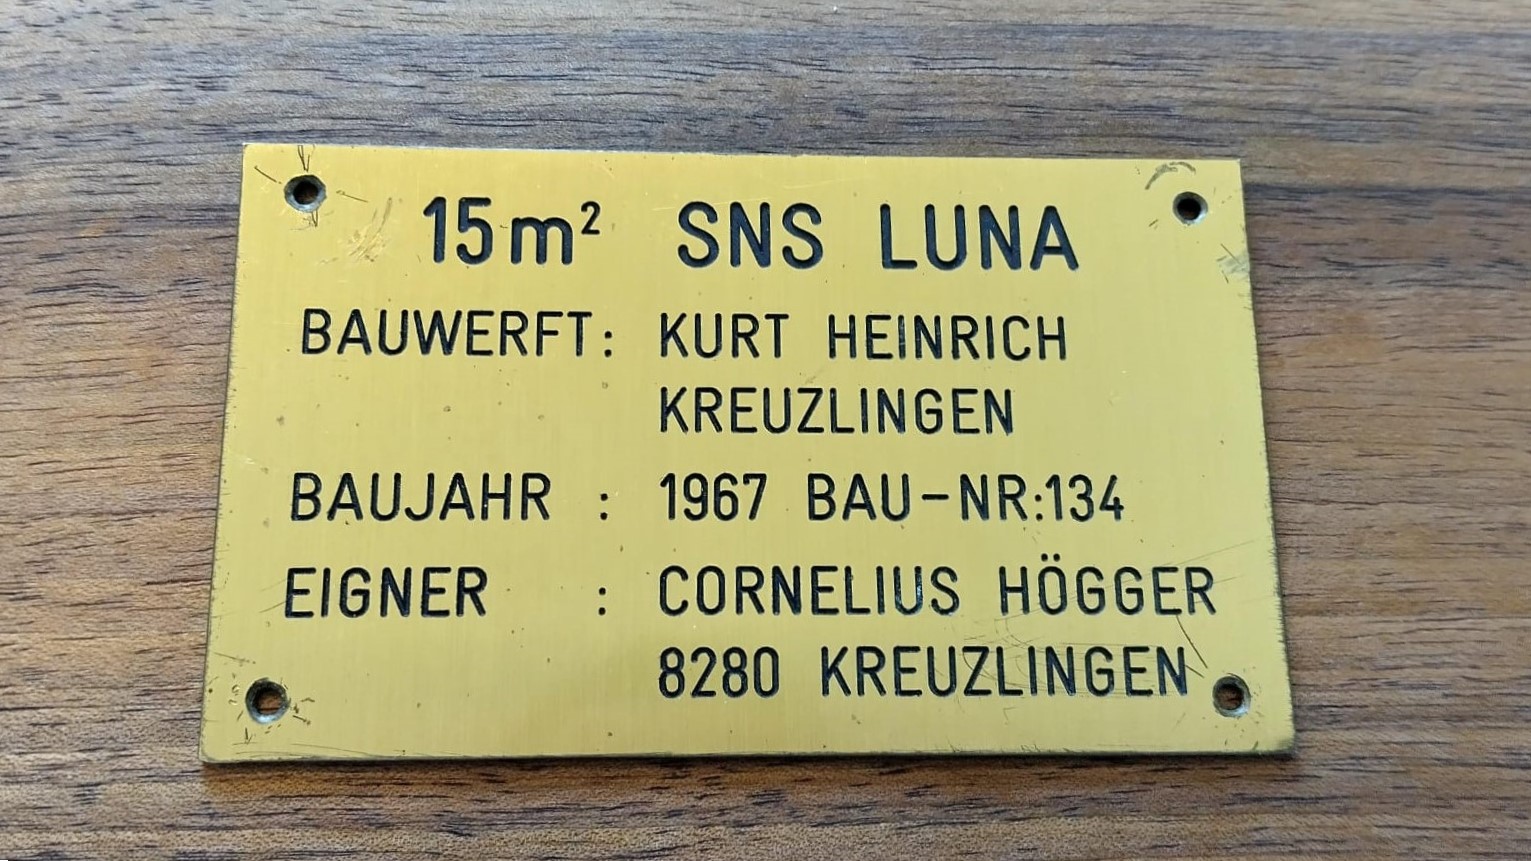 15m² SNS LUNA
BAUWERFT: KURT HEINRICH
KREUZLINGEN
BAUJAHR : 1967 BAU-NR:134
EIGNER : CORNELIUS HÖGGER
8280 KREUZLINGEN